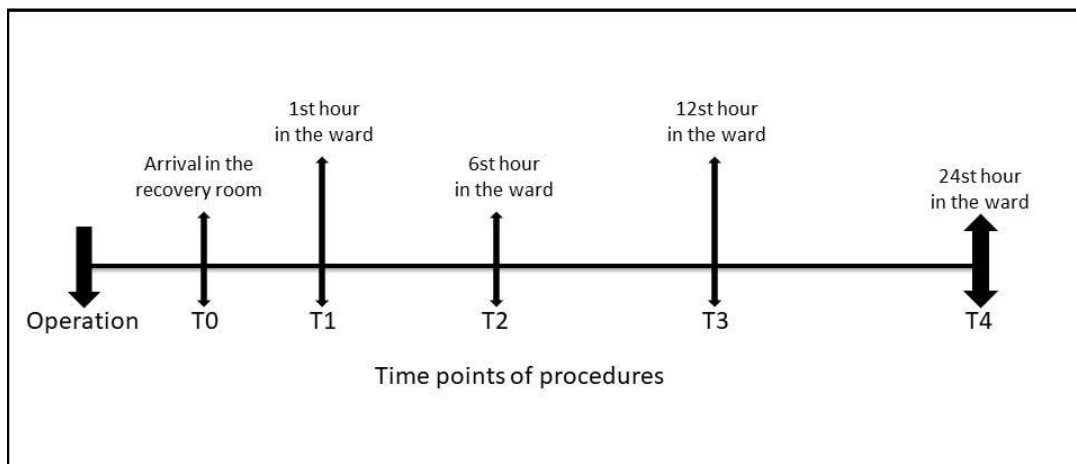 1st hour
in the ward
12st hour
in the ward
Arrival in the
recovery room
6st hour
in the ward
24st hour
in the ward
Operation
T0
T1
T2
T3
T4
Time points of procedures